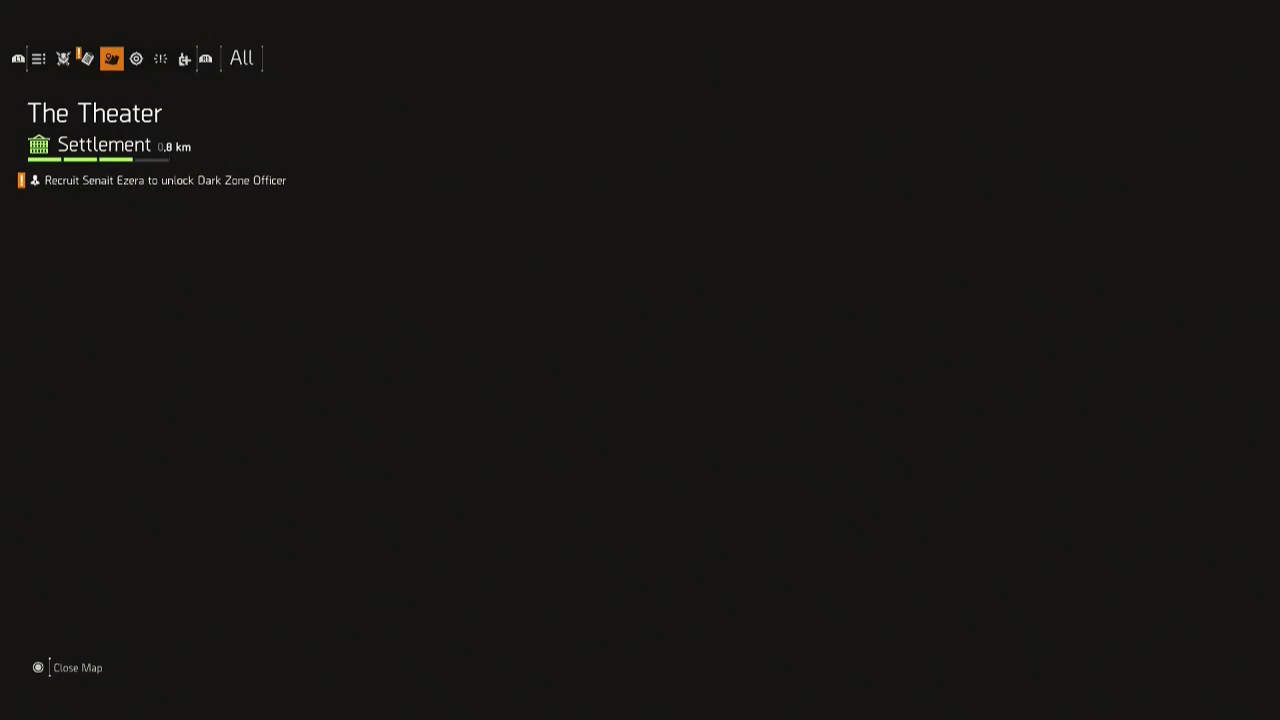 All
The Theater
Settlement 0.8 km
Recruit Senait Ezera to unlock Dark Zone Officer
Close Map